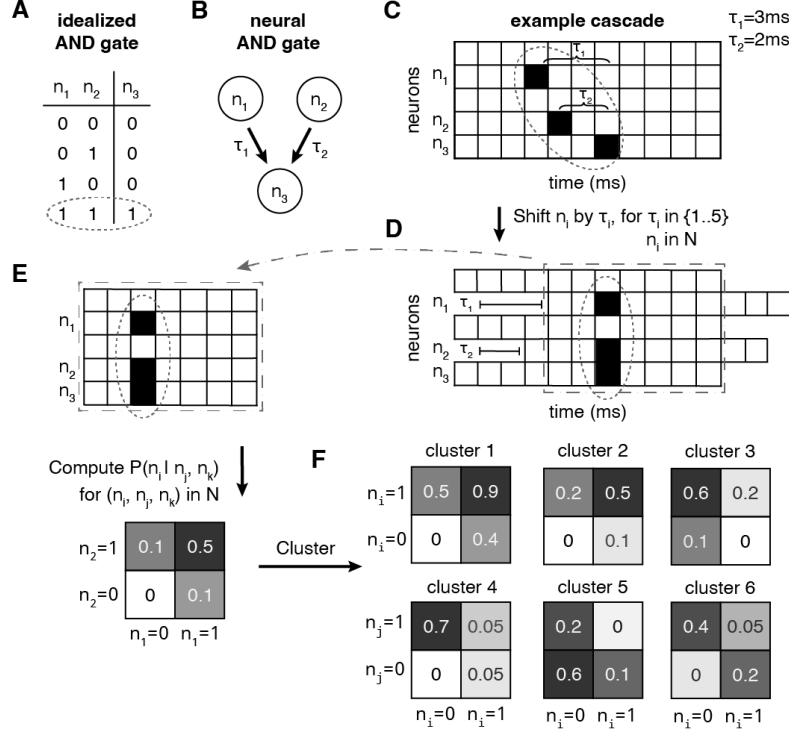 A
idealized
AND gate
n1 n2 n3
0 0 0
0 1 0
1 0 0
1 1 1
B
neural
AND gate
n1 n2
τ1 τ2
n3
C
example cascade
τ1=3ms
τ2=2ms
neurons
n1
n2
n3
τ1
τ2
time (ms)
Shift ni by τi, for τi in {1..5}
ni in N
D
neurons
n1 τ1
n2 τ2
n3
time (ms)
E
n1
n2
n3
Compute P(ni| nj, nk)
for (ni, nj, nk) in N
n2=1 0.1 0.5
n2=0 0 0.1
n1=0 n1=1
Cluster
F
cluster 1 cluster 2 cluster 3
ni=1 0.5 0.9 0.2 0.5 0.6 0.2
ni=0 0 0.4 0 0.1 0.1 0
cluster 4 cluster 5 cluster 6
nj=1 0.7 0.05 0.2 0 0.4 0.05
nj=0 0 0.05 0.6 0.1 0 0.2
ni=0 ni=1 ni=0 ni=1 ni=0 ni=1